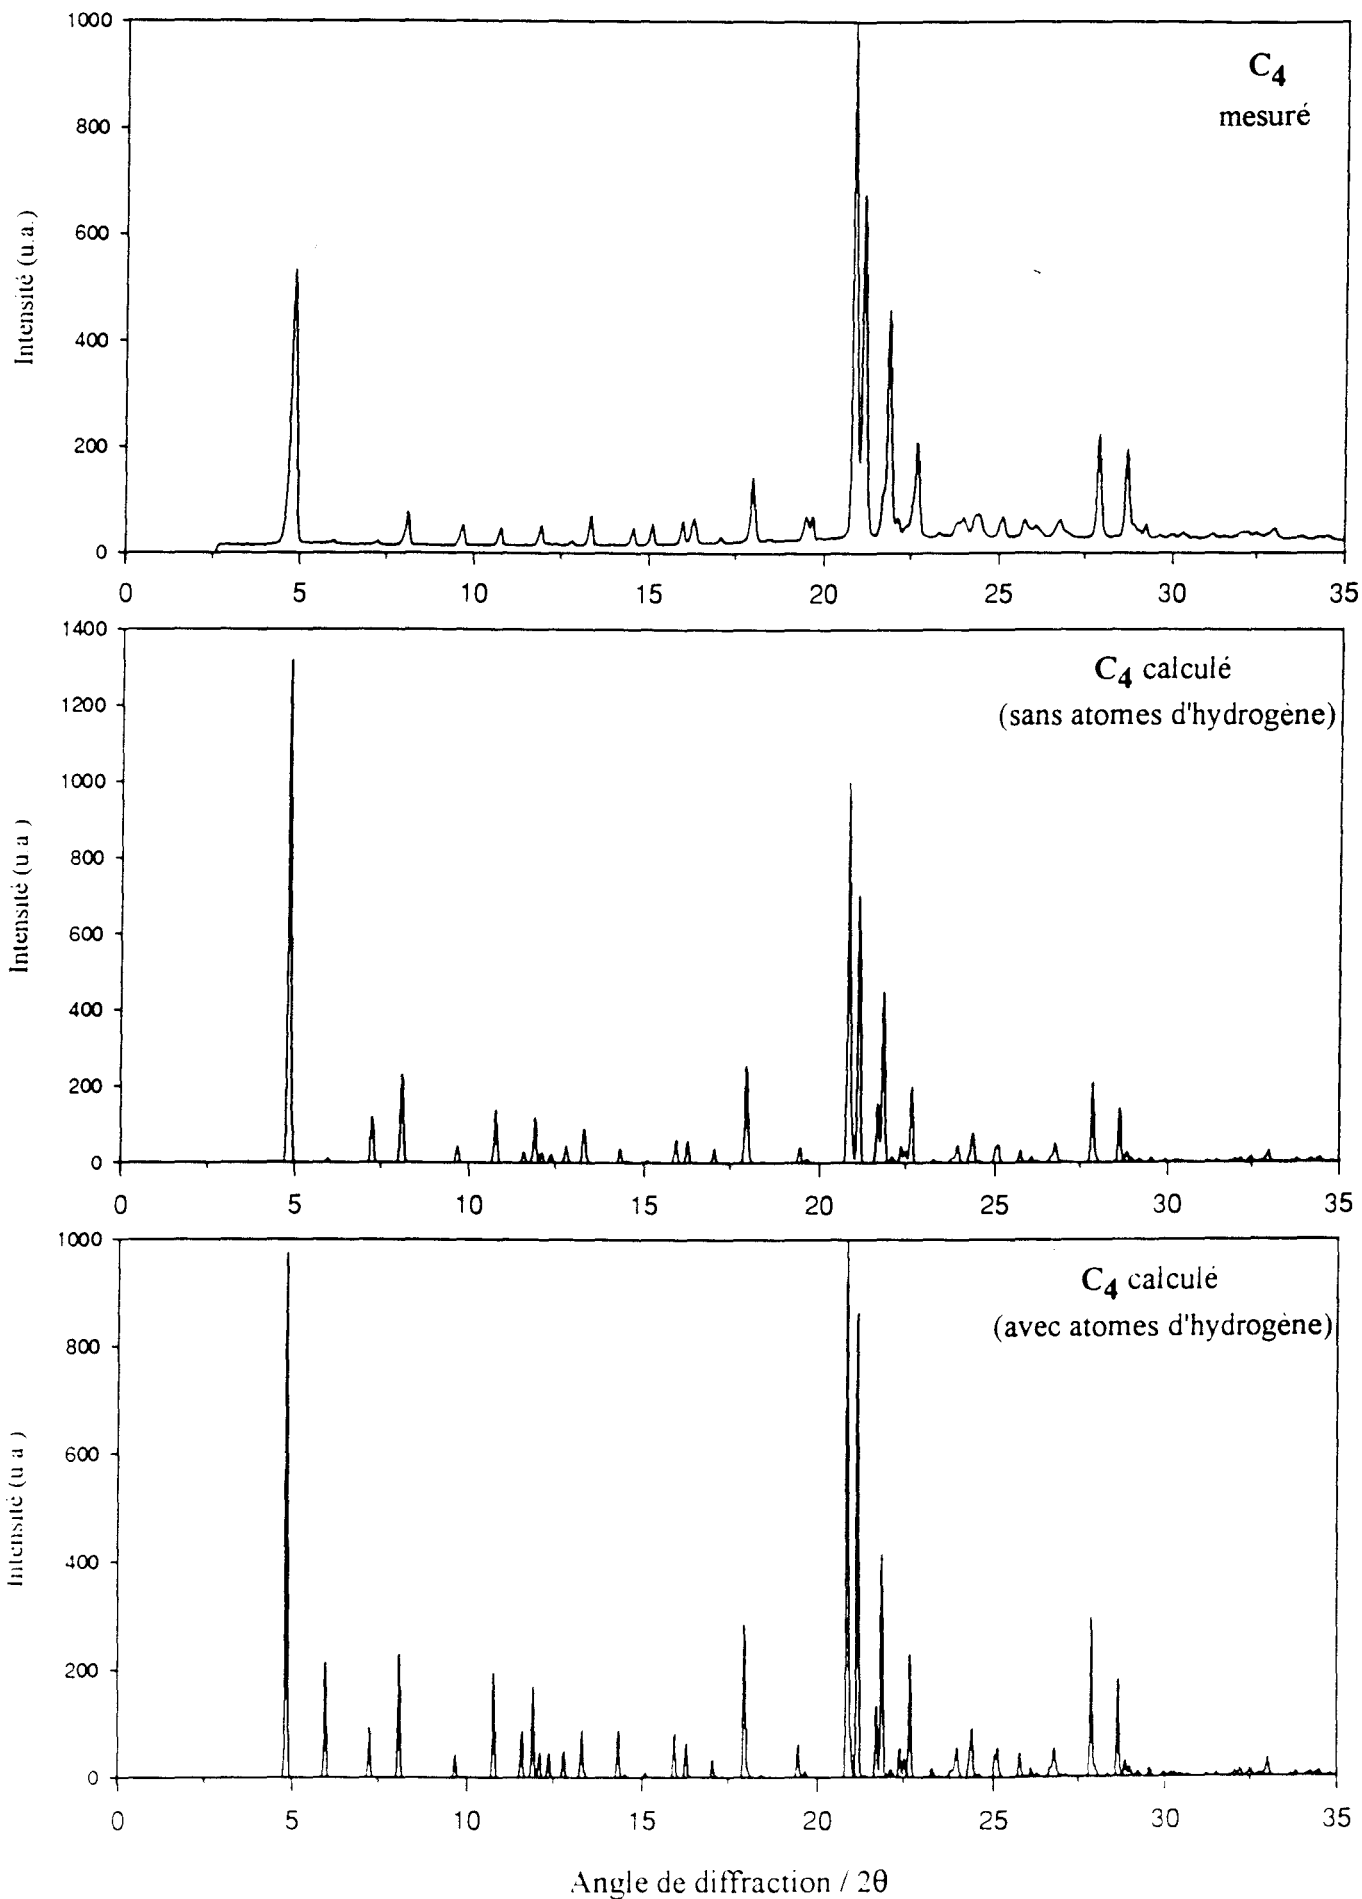 1000
800
600
400
200
0
Intensité (u.a.)
C4
mesuré
0 5 10 15 20 25 30 35
1400
1200
1000
800
600
400
200
0
Intensité (u a )
C4 calculé
(sans atomes d'hydrogène)
0 5 10 15 20 25 30 35
1000
800
600
400
200
0
Intensité (u a )
C4 calculé
(avec atomes d'hydrogène)
0 5 10 15 20 25 30 35
Angle de diffraction / 2θ